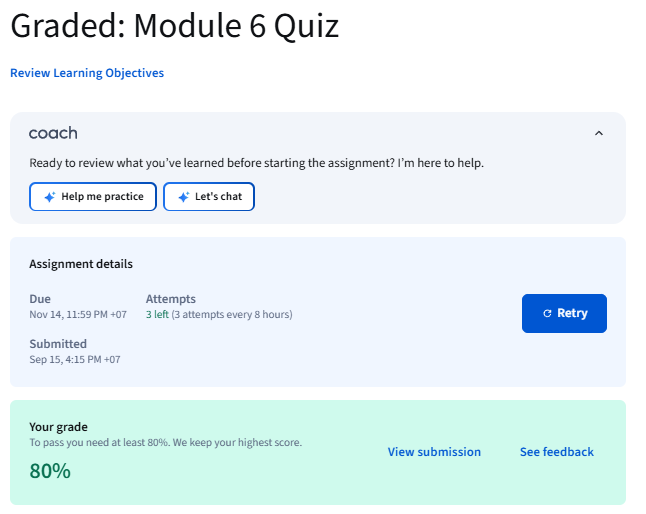 Graded: Module 6 Quiz
Review Learning Objectives
coach
Ready to review what you've learned before starting the assignment? I'm here to help.
Help me practice
Let's chat
Assignment details
Due
Nov 14, 11:59 PM +07
Attempts
3 left (3 attempts every 8 hours)
Submitted
Sep 15, 4:15 PM +07
Retry
Your grade
To pass you need at least 80%. We keep your highest score.
80%
View submission
See feedback